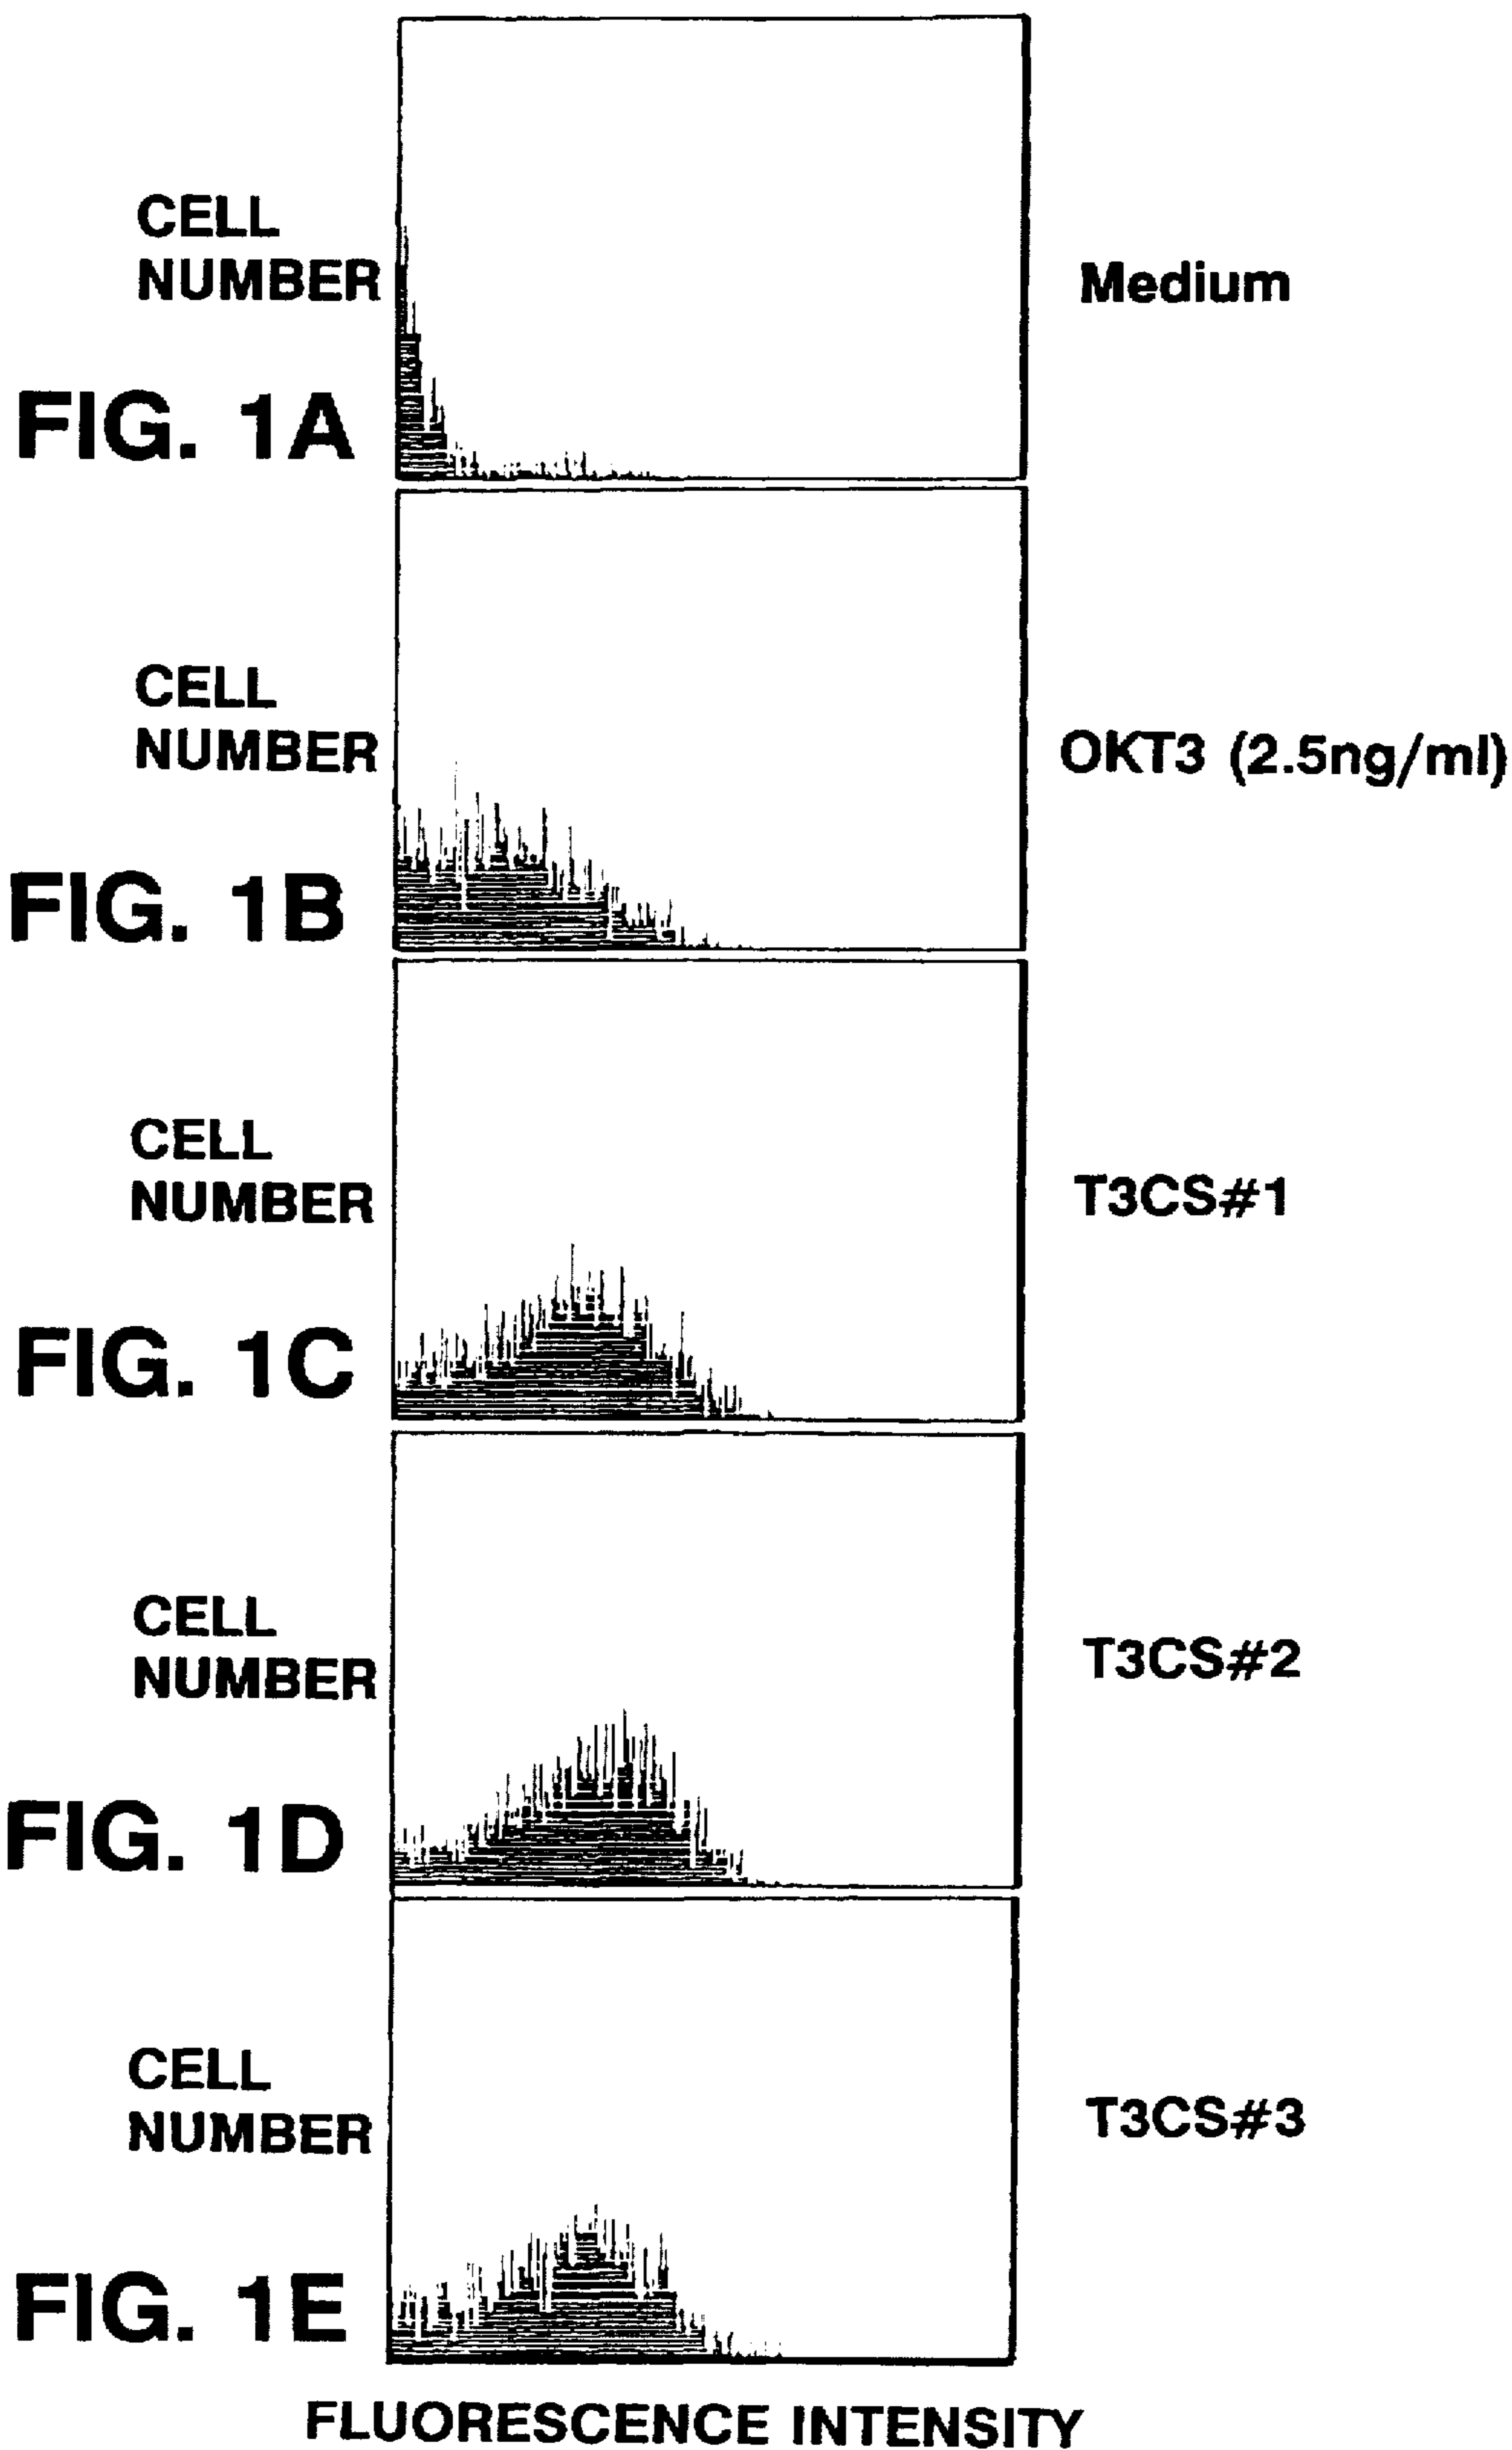 CELL
NUMBER
Medium
FIG. 1A
CELL
NUMBER
OKT3 (2.5ng/ml)
FIG. 1B
CELL
NUMBER
T3CS#1
FIG. 1C
CELL
NUMBER
T3CS#2
FIG. 1D
CELL
NUMBER
T3CS#3
FIG. 1E
FLUORESCENCE INTENSITY